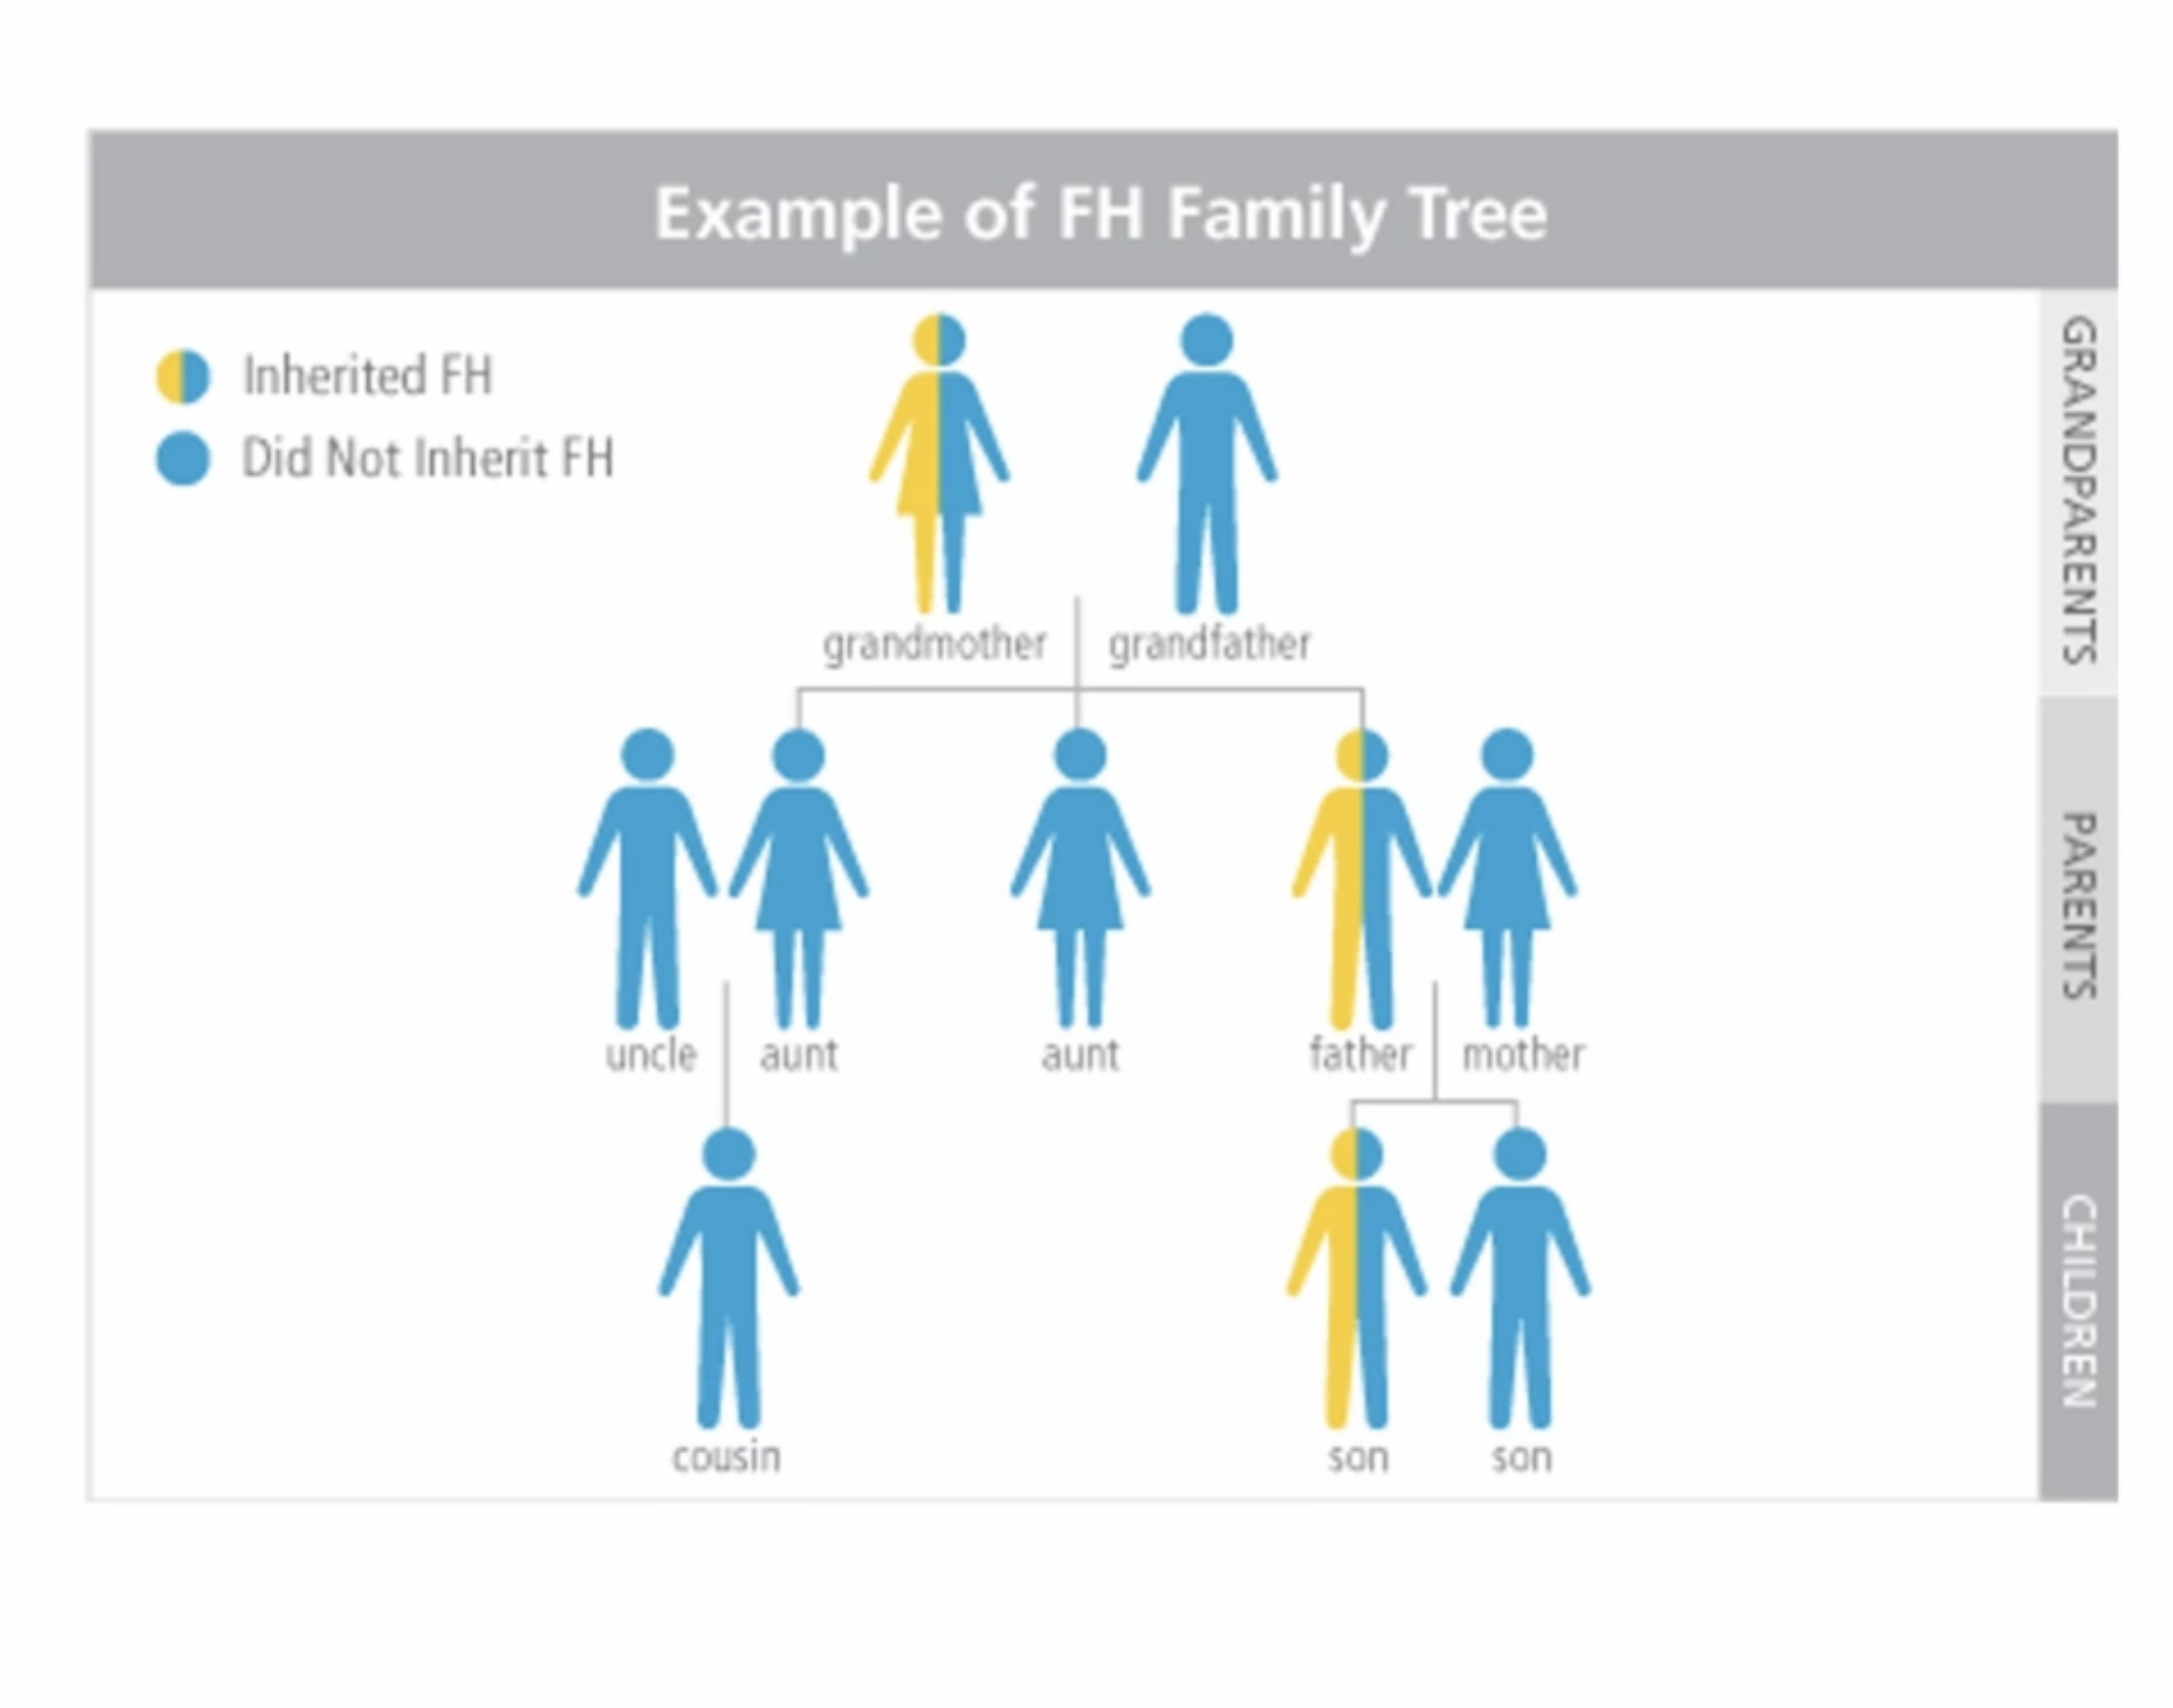 Example of FH Family Tree
Inherited FH
Did Not Inherit FH
GRANDPARENTS
grandmother grandfather
PARENTS
uncle aunt aunt father mother
CHILDREN
cousin son son